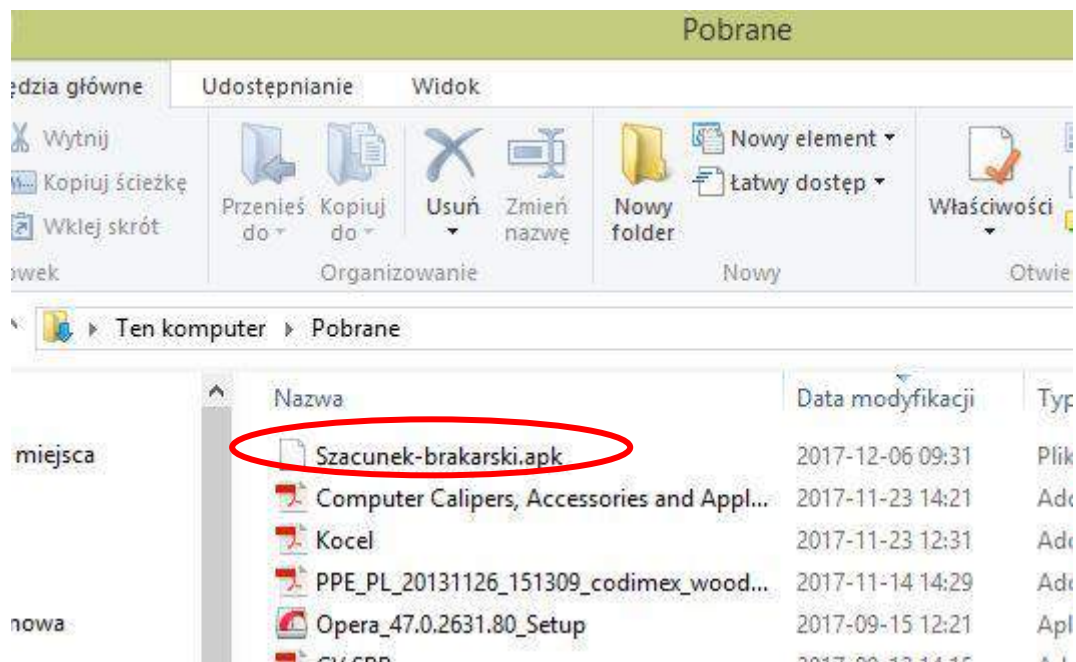 Pobrane
ędzia główne Udostępnianie Widok
Wytnij
Kopiuj ścieżkę
Wklej skrót
Przenieś do
Kopiuj do
Usuń
Zmień nazwę
Nowy folder
Nowy element
Łatwy dostęp
Właściwości
owek Organizowanie Nowy Otwie
Ten komputer Pobrane
Nazwa Data modyfikacji Typ
miejsca
Szacunek-brakarski.apk 2017-12-06 09:31 Plik
Computer Calipers, Accessories and Appl... 2017-11-23 14:21 Ado
Kocel 2017-11-23 12:31 Ado
PPE_PL_20131126_151309_codimex_wood... 2017-11-14 14:29 Ado
nowa
Opera_47.0.2631.80_Setup 2017-09-15 12:21 Apl